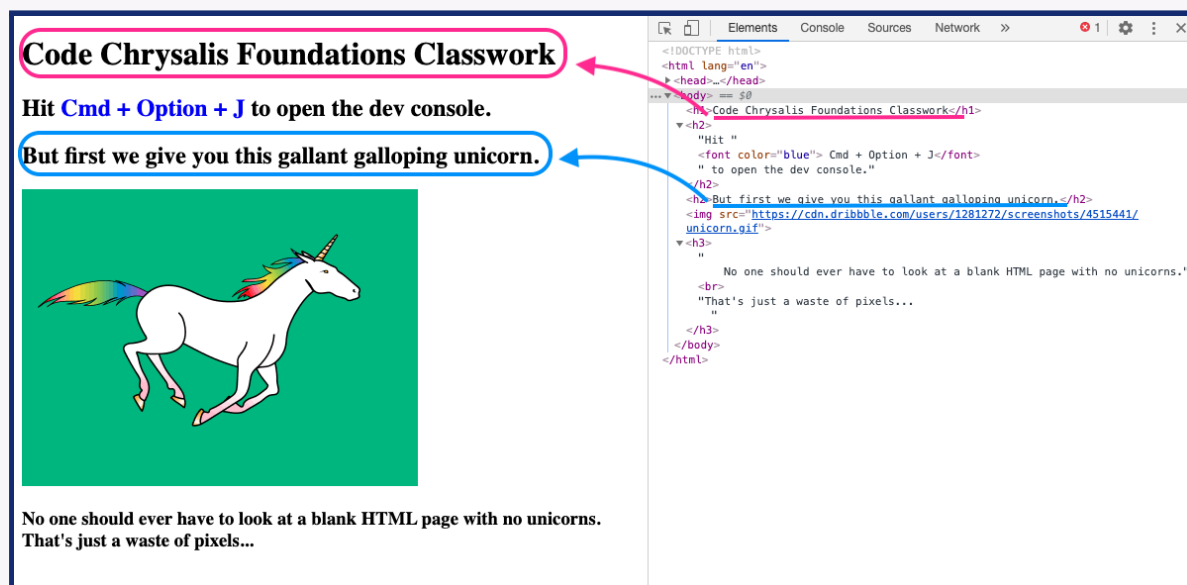 Code Chrysalis Foundations Classwork
Hit Cmd + Option + J to open the dev console.
But first we give you this gallant galloping unicorn.
No one should ever have to look at a blank HTML page with no unicorns.
That's just a waste of pixels...
Elements Console Sources Network » 1
<!DOCTYPE html>
<html lang="en">
<head>…</head>
<body> == $0
<h1>Code Chrysalis Foundations Classwork</h1>
<h2>
"Hit "
<font color="blue"> Cmd + Option + J</font>
" to open the dev console."
</h2>
<h2>But first we give you this gallant galloping unicorn.</h2>
<img src="https://cdn.dribbble.com/users/1281272/screenshots/4515441/
unicorn.gif">
<h3>
"
No one should ever have to look at a blank HTML page with no unicorns."
<br>
"That's just a waste of pixels...
"
</h3>
</body>
</html>